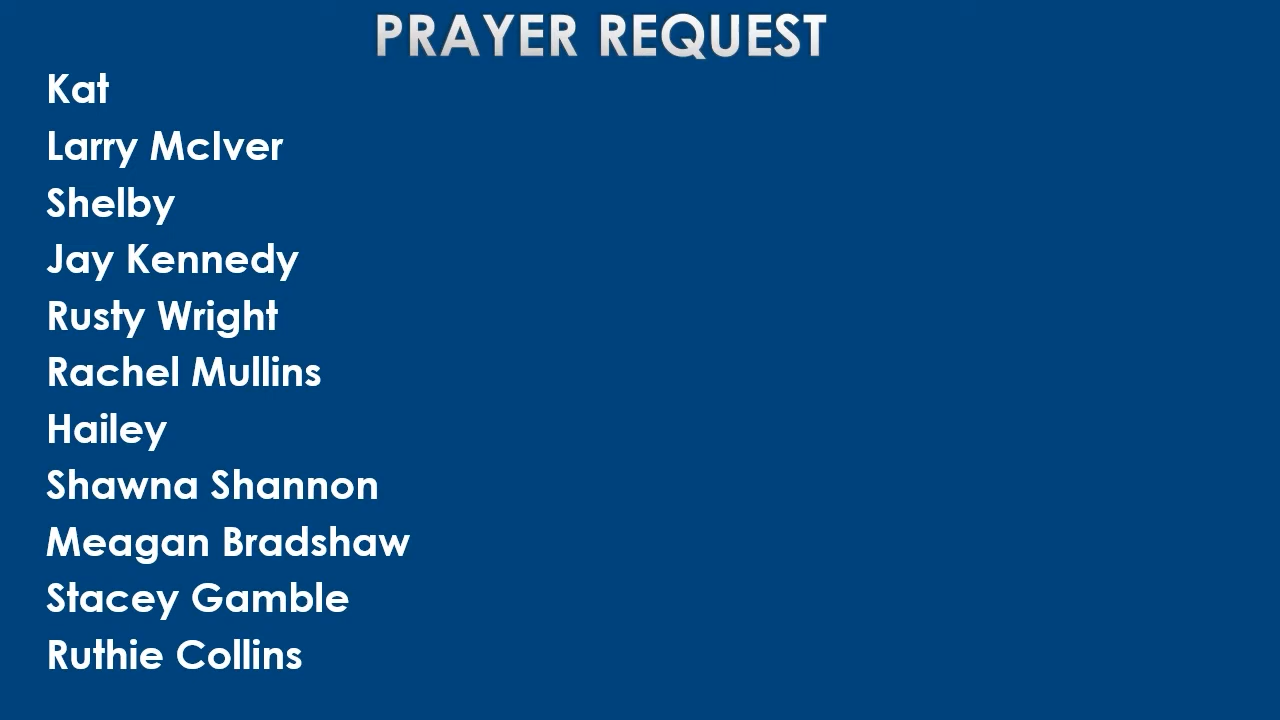 PRAYER REQUEST
Kat
Larry McIver
Shelby
Jay Kennedy
Rusty Wright
Rachel Mullins
Hailey
Shawna Shannon
Meagan Bradshaw
Stacey Gamble
Ruthie Collins